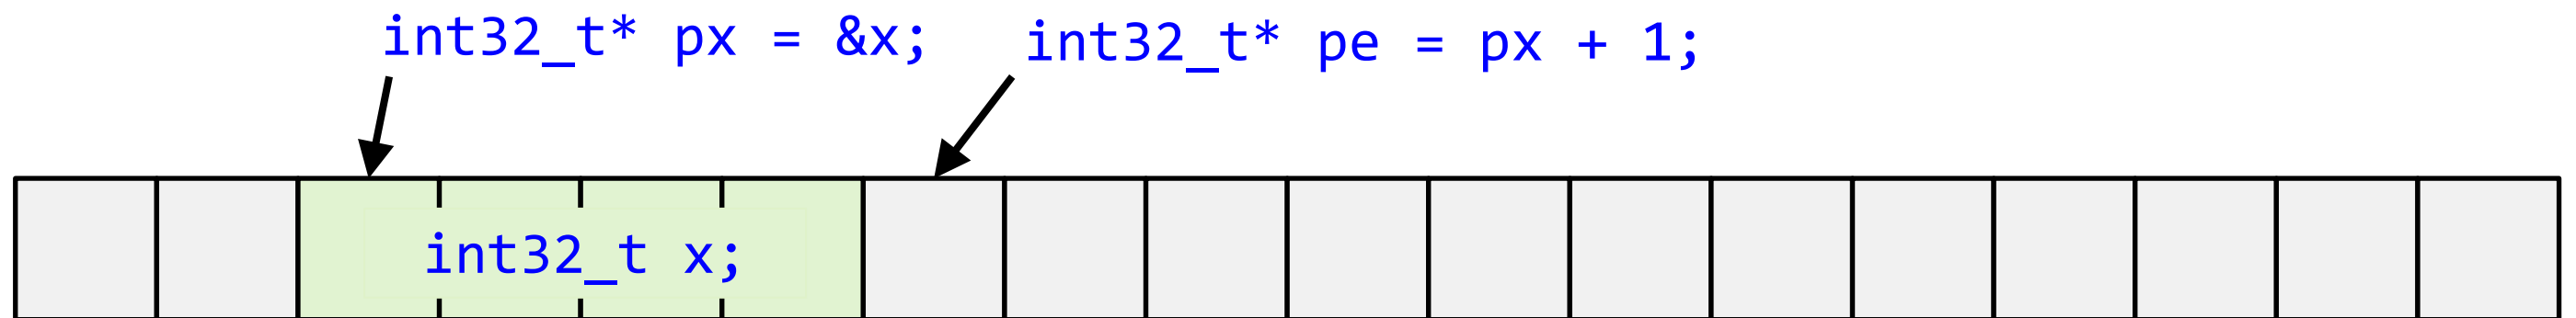 int32_t* px = &x;
int32_t* pe = px + 1;
int32_t x;